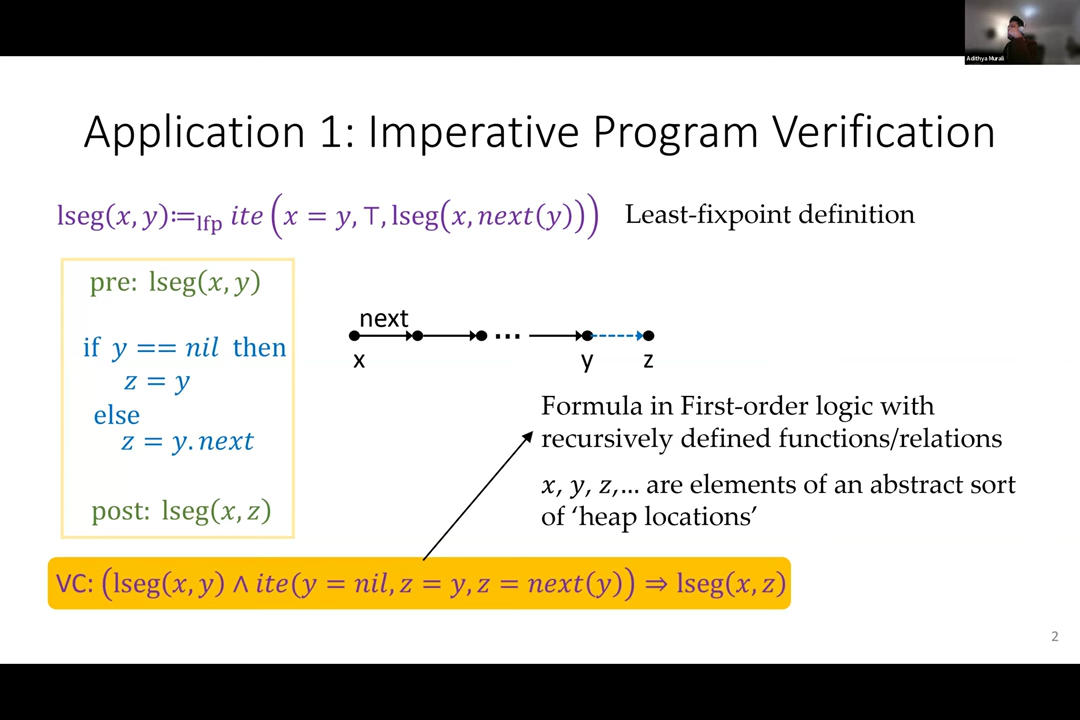 Adithya Murali
Application 1: Imperative Program Verification
lseg(x, y):=lfp ite (x = y, ⊤, lseg(x, next(y))) Least-fixpoint definition
pre: lseg(x, y)
if y == nil then
z = y
else
z = y.next
post: lseg(x, z)
next
...
x y z
Formula in First-order logic with
recursively defined functions/relations
x, y, z,... are elements of an abstract sort
of ‘heap locations’
VC: (lseg(x, y) ∧ ite(y = nil, z = y, z = next(y)) ⇒ lseg(x, z)
2